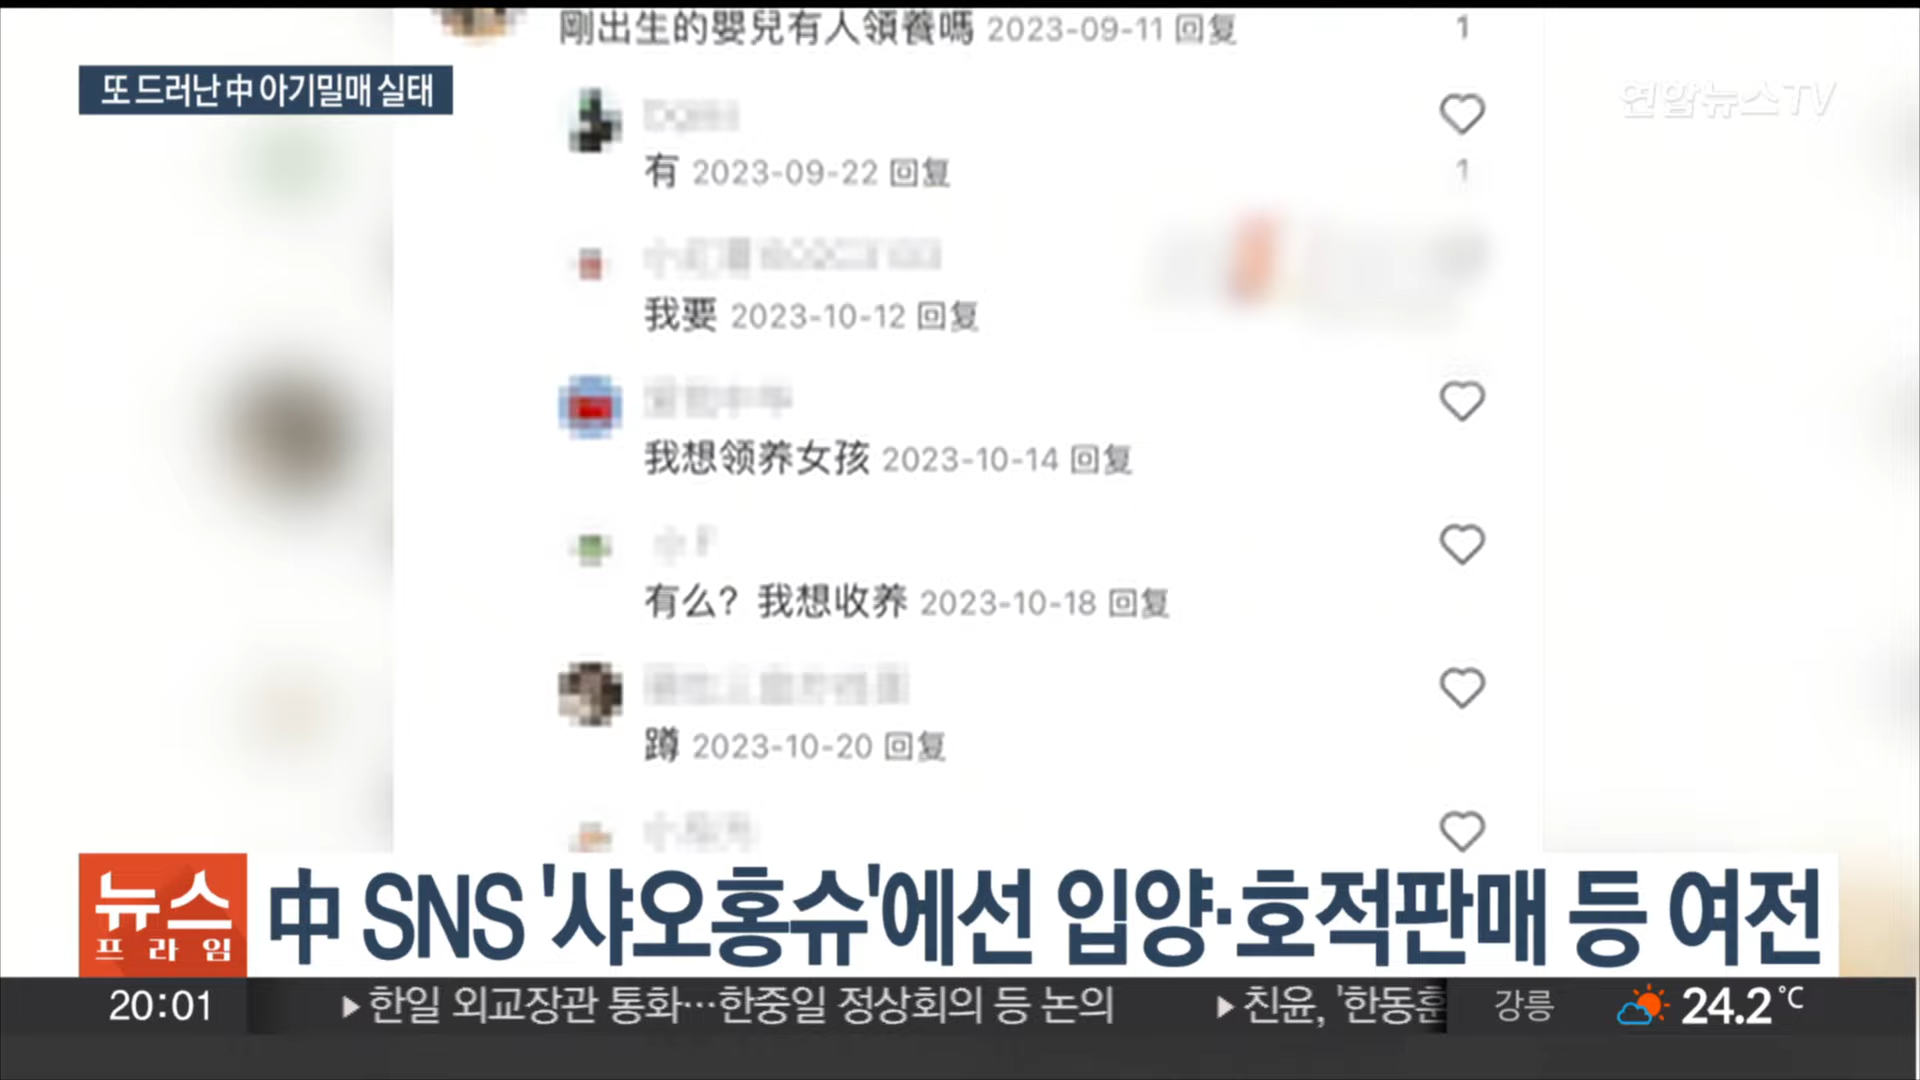 剛出生的嬰兒有人領養嗎 2023-09-11 回复 1
또 드러난 中 아기밀매 실태
연합뉴스TV
有 2023-09-22 回复 1
我要 2023-10-12 回复
我想领养女孩 2023-10-14 回复
有么？我想收养 2023-10-18 回复
蹲 2023-10-20 回复
뉴스
프라임
中 SNS '샤오홍슈'에선 입양·호적판매 등 여전
20:01 ▶한일 외교장관 통화…한중일 정상회의 등 논의 ▶친윤, '한동훈 강릉 24.2℃